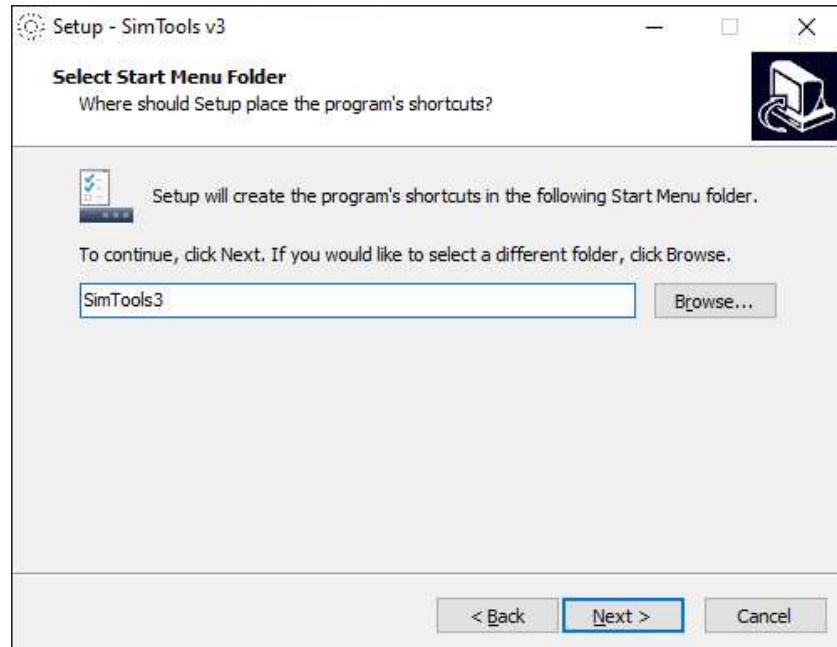 Setup - SimTools v3
Select Start Menu Folder
Where should Setup place the program's shortcuts?
Setup will create the program's shortcuts in the following Start Menu folder.
To continue, click Next. If you would like to select a different folder, click Browse.
SimTools3
Browse...
< Back
Next >
Cancel